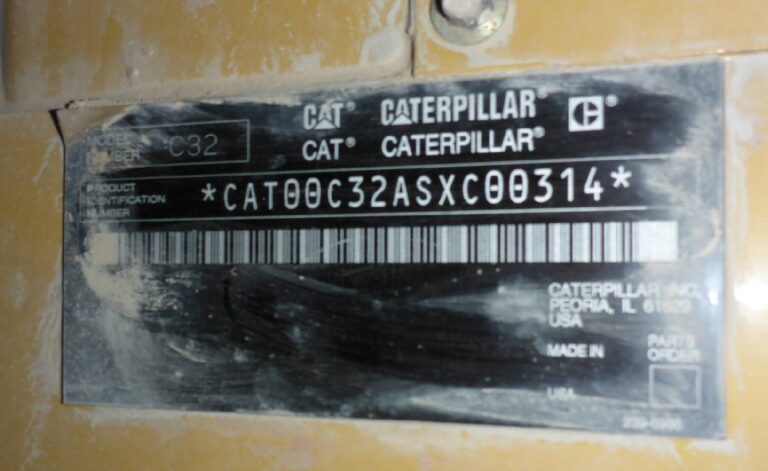 CAT® CATERPILLAR® C®
CAT® CATERPILLAR®
MODEL NUMBER C32
PRODUCT IDENTIFICATION NUMBER *CAT00C32ASXC00314*
CATERPILLAR INC.
PEORIA, IL 61629
USA
MADE IN
USA
PARTS
ORDER